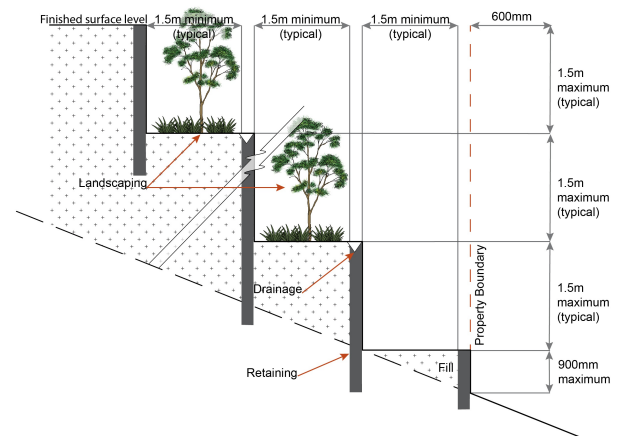 Finished surface level
1.5m minimum
(typical)
1.5m minimum
(typical)
1.5m minimum
(typical)
600mm
1.5m
maximum
(typical)
Landscaping
1.5m
maximum
(typical)
Drainage
Property Boundary
1.5m
maximum
(typical)
Retaining
Fill
900mm
maximum